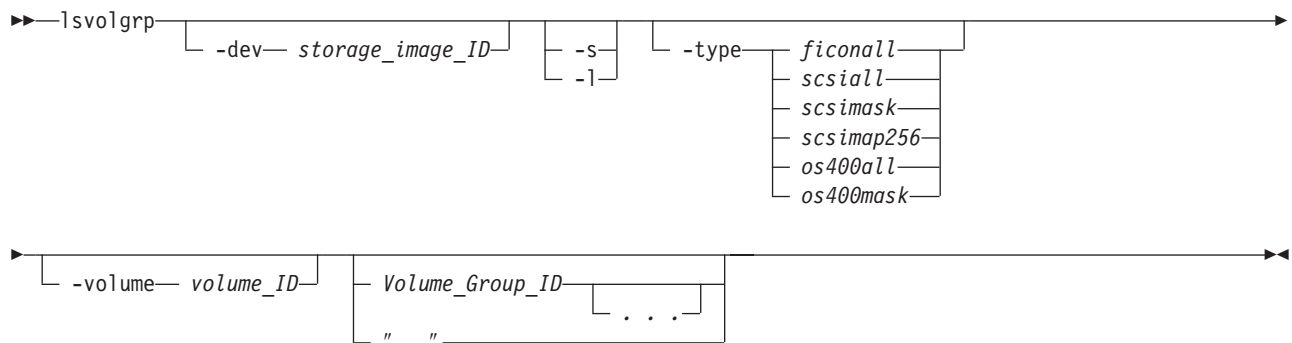 lsvolgrp
-dev storage_image_ID
-s
-l
-type ficonall
scsiall
scsimask
scsimap256
os400all
os400mask
-volume volume_ID
Volume_Group_ID
. . .
" "